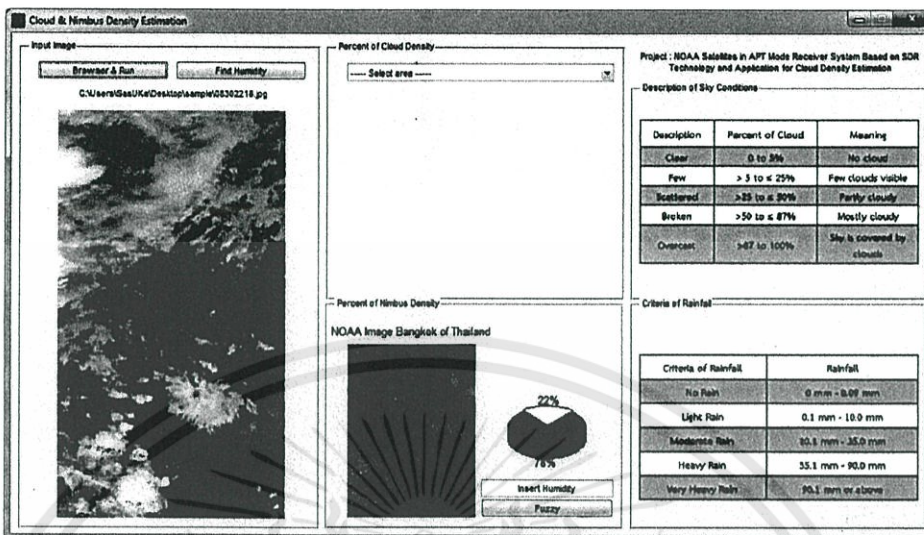 Cloud & Nimbus Density Estimation
Input Image
Browser & Run
Find Humidity
C:\Users\SasUKe\Desktop\sample\08302218.jpg
Percent of Cloud Density
----- Select area -----
Percent of Nimbus Density
NOAA Image Bangkok of Thailand
22%
78%
Insert Humidity
Fuzzy
Project : NOAA Satellites in APT Mode Receiver System Based on SDR
Technology and Application for Cloud Density Estimation
Description of Sky Conditions
Description Percent of Cloud Meaning
Clear 0 to 5% No cloud
Few > 5 to ≤ 25% Few clouds visible
Scattered >25 to ≤ 50% Partly cloudy
Broken >50 to ≤ 87% Mostly cloudy
Overcast >87 to 100% Sky is covered by
clouds
Criteria of Rainfall
Criteria of Rainfall Rainfall
No Rain 0 mm - 0.09 mm
Light Rain 0.1 mm - 10.0 mm
Moderate Rain 10.1 mm - 35.0 mm
Heavy Rain 35.1 mm - 90.0 mm
Very Heavy Rain 90.1 mm or above